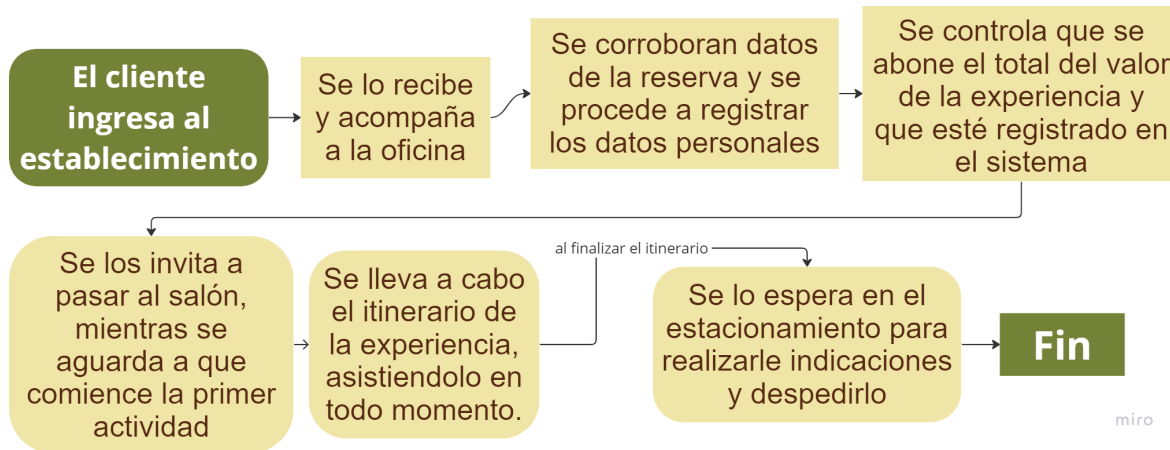 El cliente
ingresa al
establecimiento
Se lo recibe
y acompaña
a la oficina
Se corroboran datos
de la reserva y se
procede a registrar
los datos personales
Se controla que se
abone el total del valor
de la experiencia y
que esté registrado en
el sistema
Se los invita a
pasar al salón,
mientras se
aguarda a que
comience la primer
actividad
Se lleva a cabo
el itinerario de
la experiencia,
asistiendolo en
todo momento.
al finalizar el itinerario
Se lo espera en el
estacionamiento para
realizarle indicaciones
y despedirlo
Fin
miro